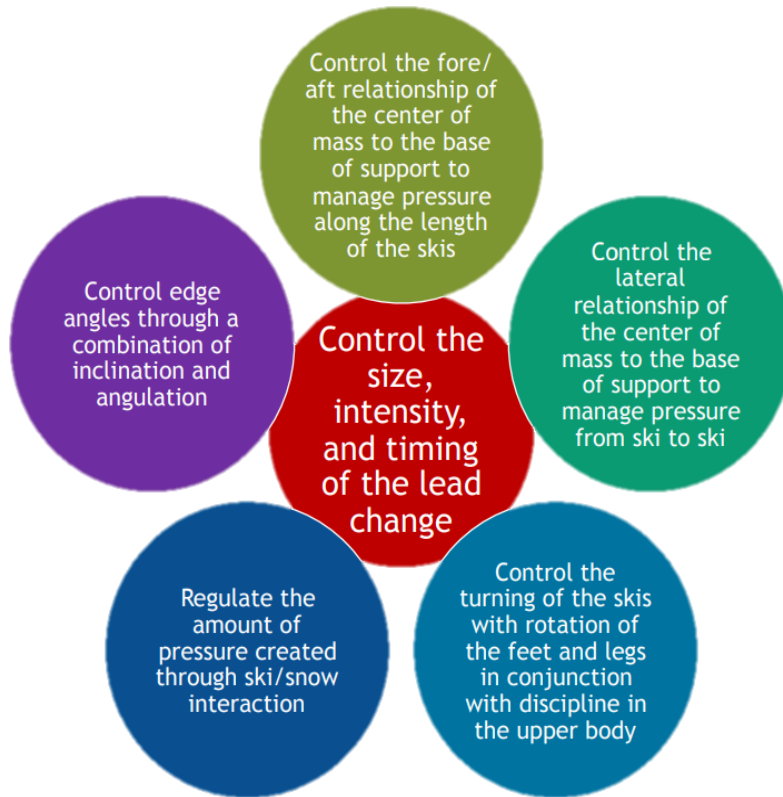 Control the fore/
aft relationship of
the center of
mass to the base
of support to
manage pressure
along the length
of the skis
Control the
lateral
relationship of
the center of
mass to the base
of support to
manage pressure
from ski to ski
Control the
turning of the skis
with rotation of
the feet and legs
in conjunction
with discipline in
the upper body
Regulate the
amount of
pressure created
through ski/snow
interaction
Control edge
angles through a
combination of
inclination and
angulation
Control the
size,
intensity,
and timing
of the lead
change